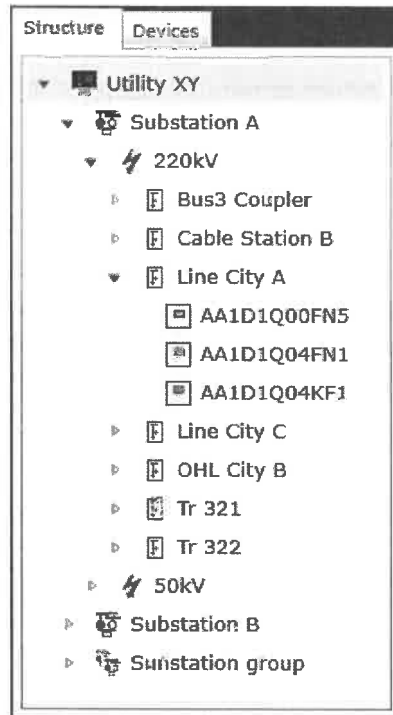 Structure Devices
Utility XY
Substation A
220kV
Bus3 Coupler
Cable Station B
Line City A
AA1D1Q00FN5
AA1D1Q04FN1
AA1D1Q04KF1
Line City C
OHL City B
Tr 321
Tr 322
50kV
Substation B
Sunstation group